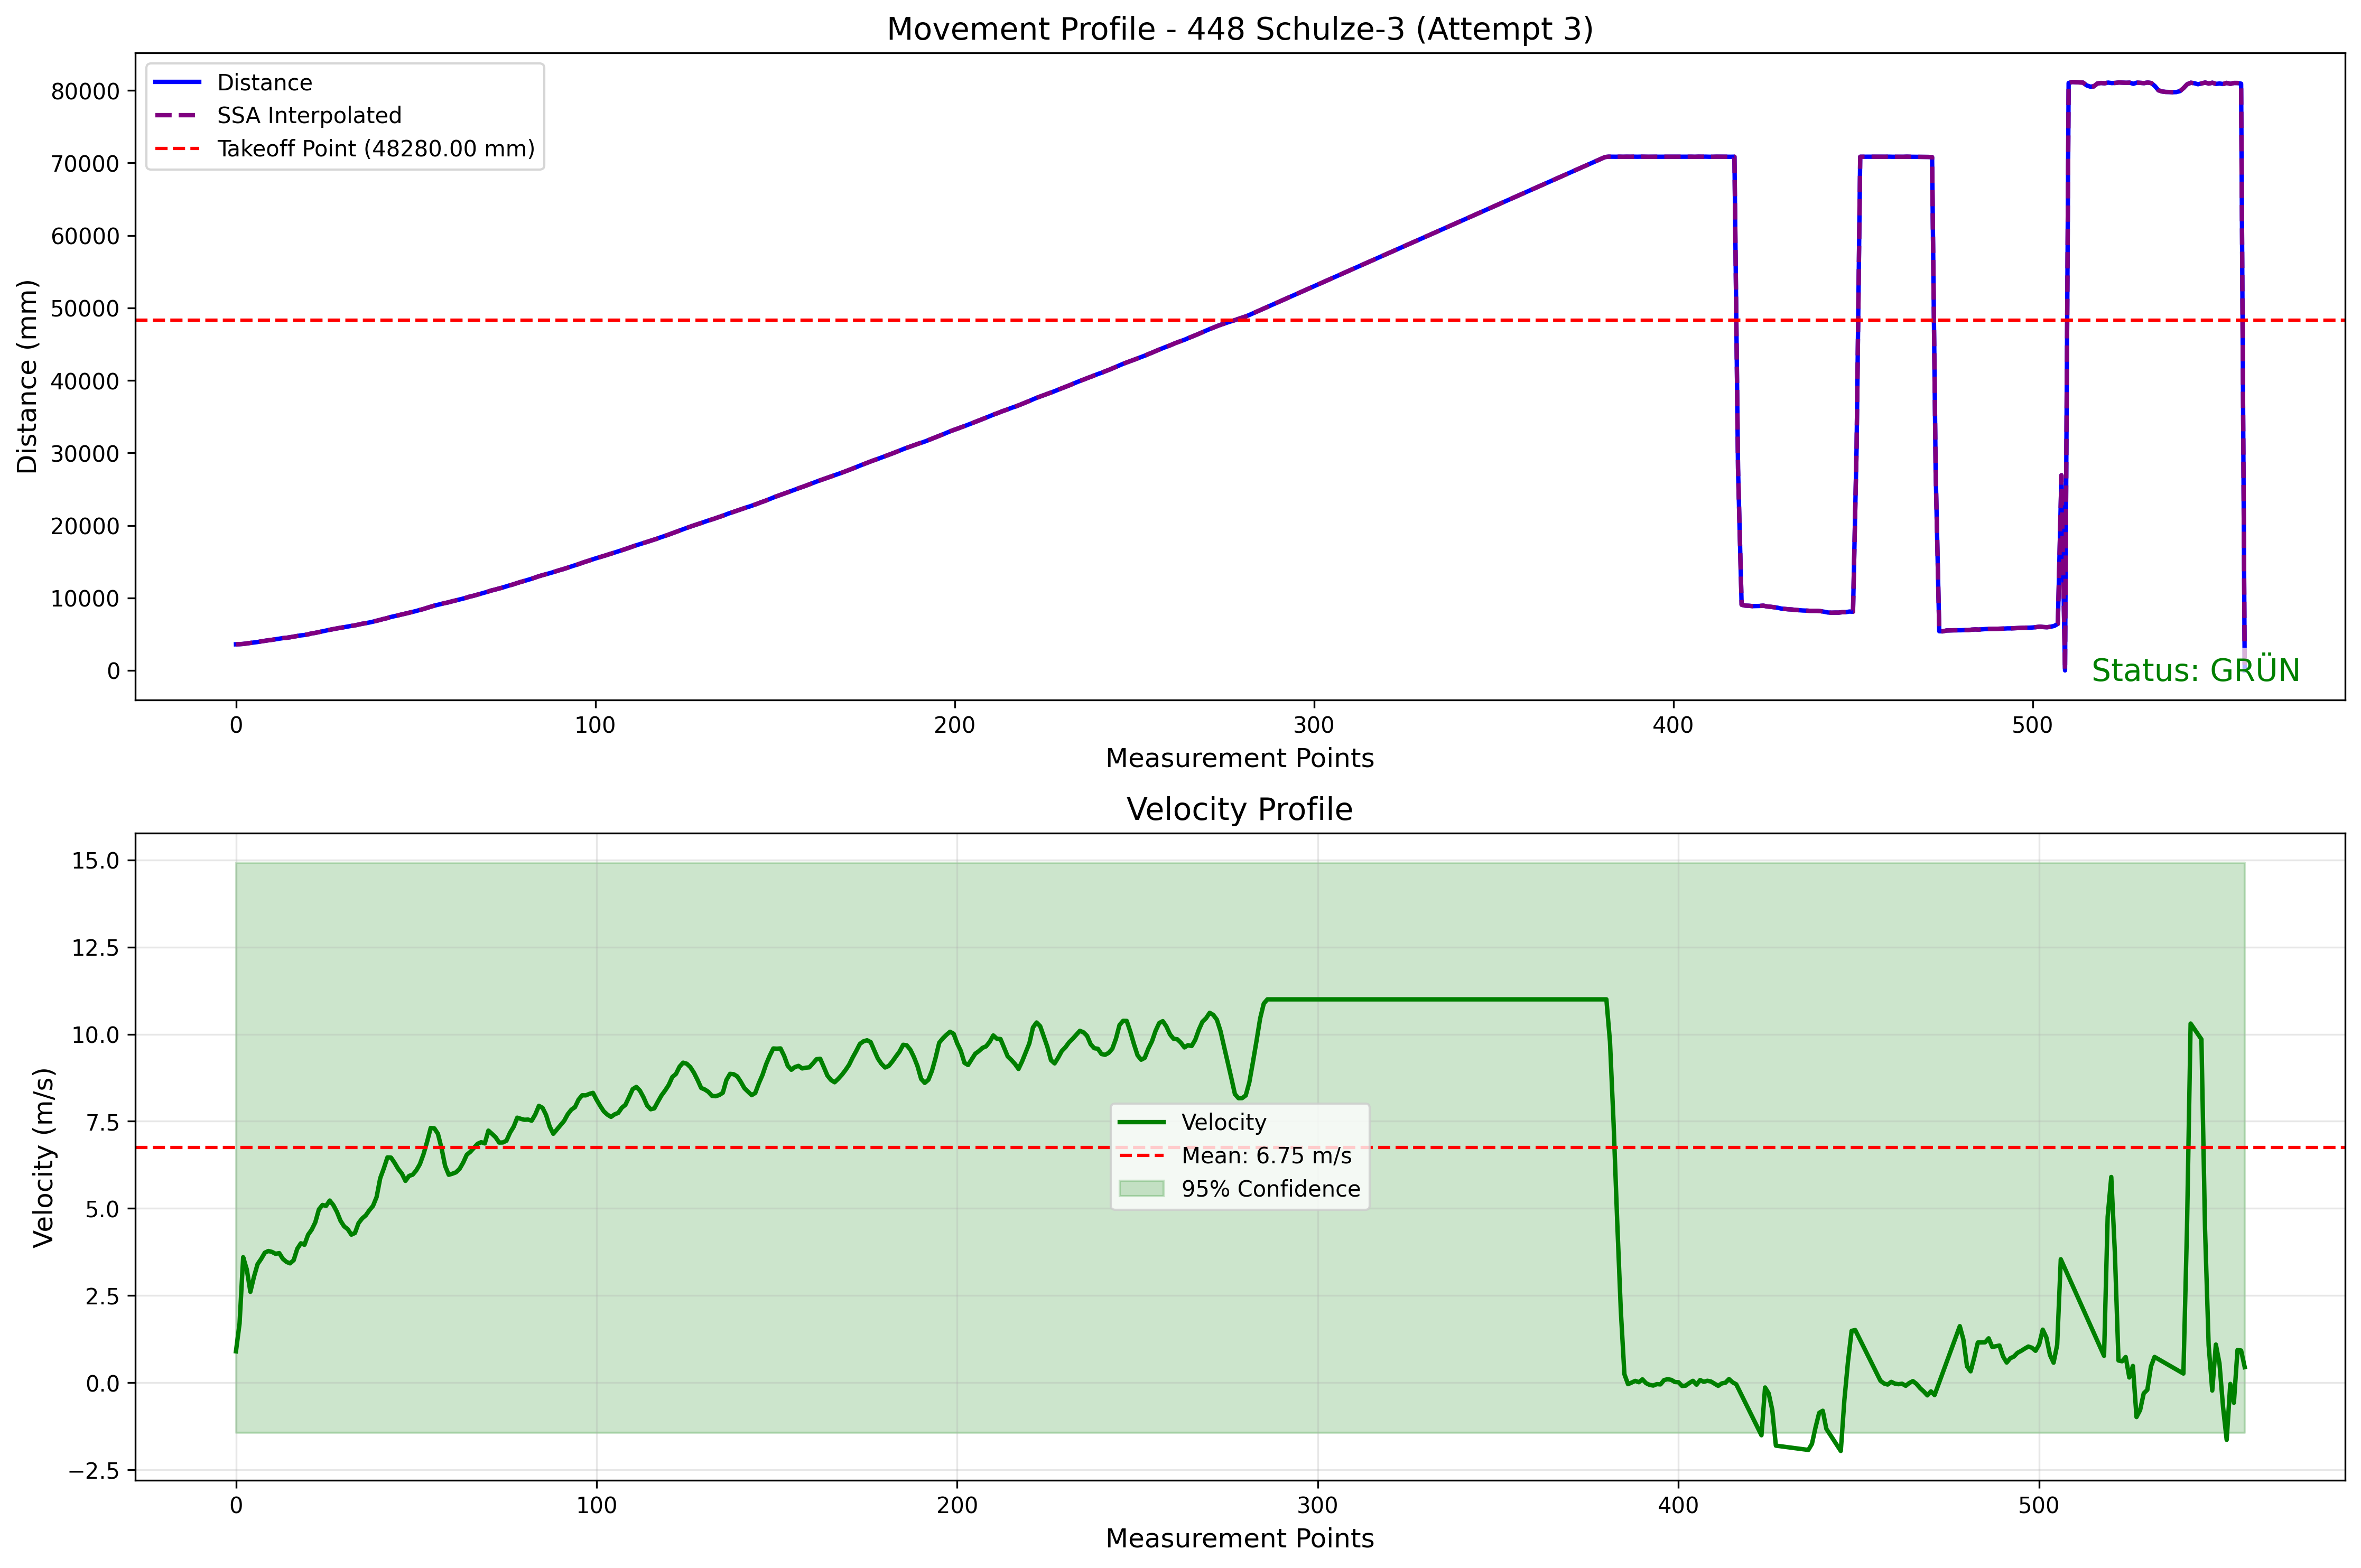 Movement Profile - 448 Schulze-3 (Attempt 3)
Distance
SSA Interpolated
Takeoff Point (48280.00 mm)
Distance (mm)
80000
70000
60000
50000
40000
30000
20000
10000
0
Status: GRÜN
0 100 200 300 400 500
Measurement Points
Velocity Profile
Velocity (m/s)
15.0
12.5
10.0
7.5
5.0
2.5
0.0
−2.5
Velocity
Mean: 6.75 m/s
95% Confidence
0 100 200 300 400 500
Measurement Points